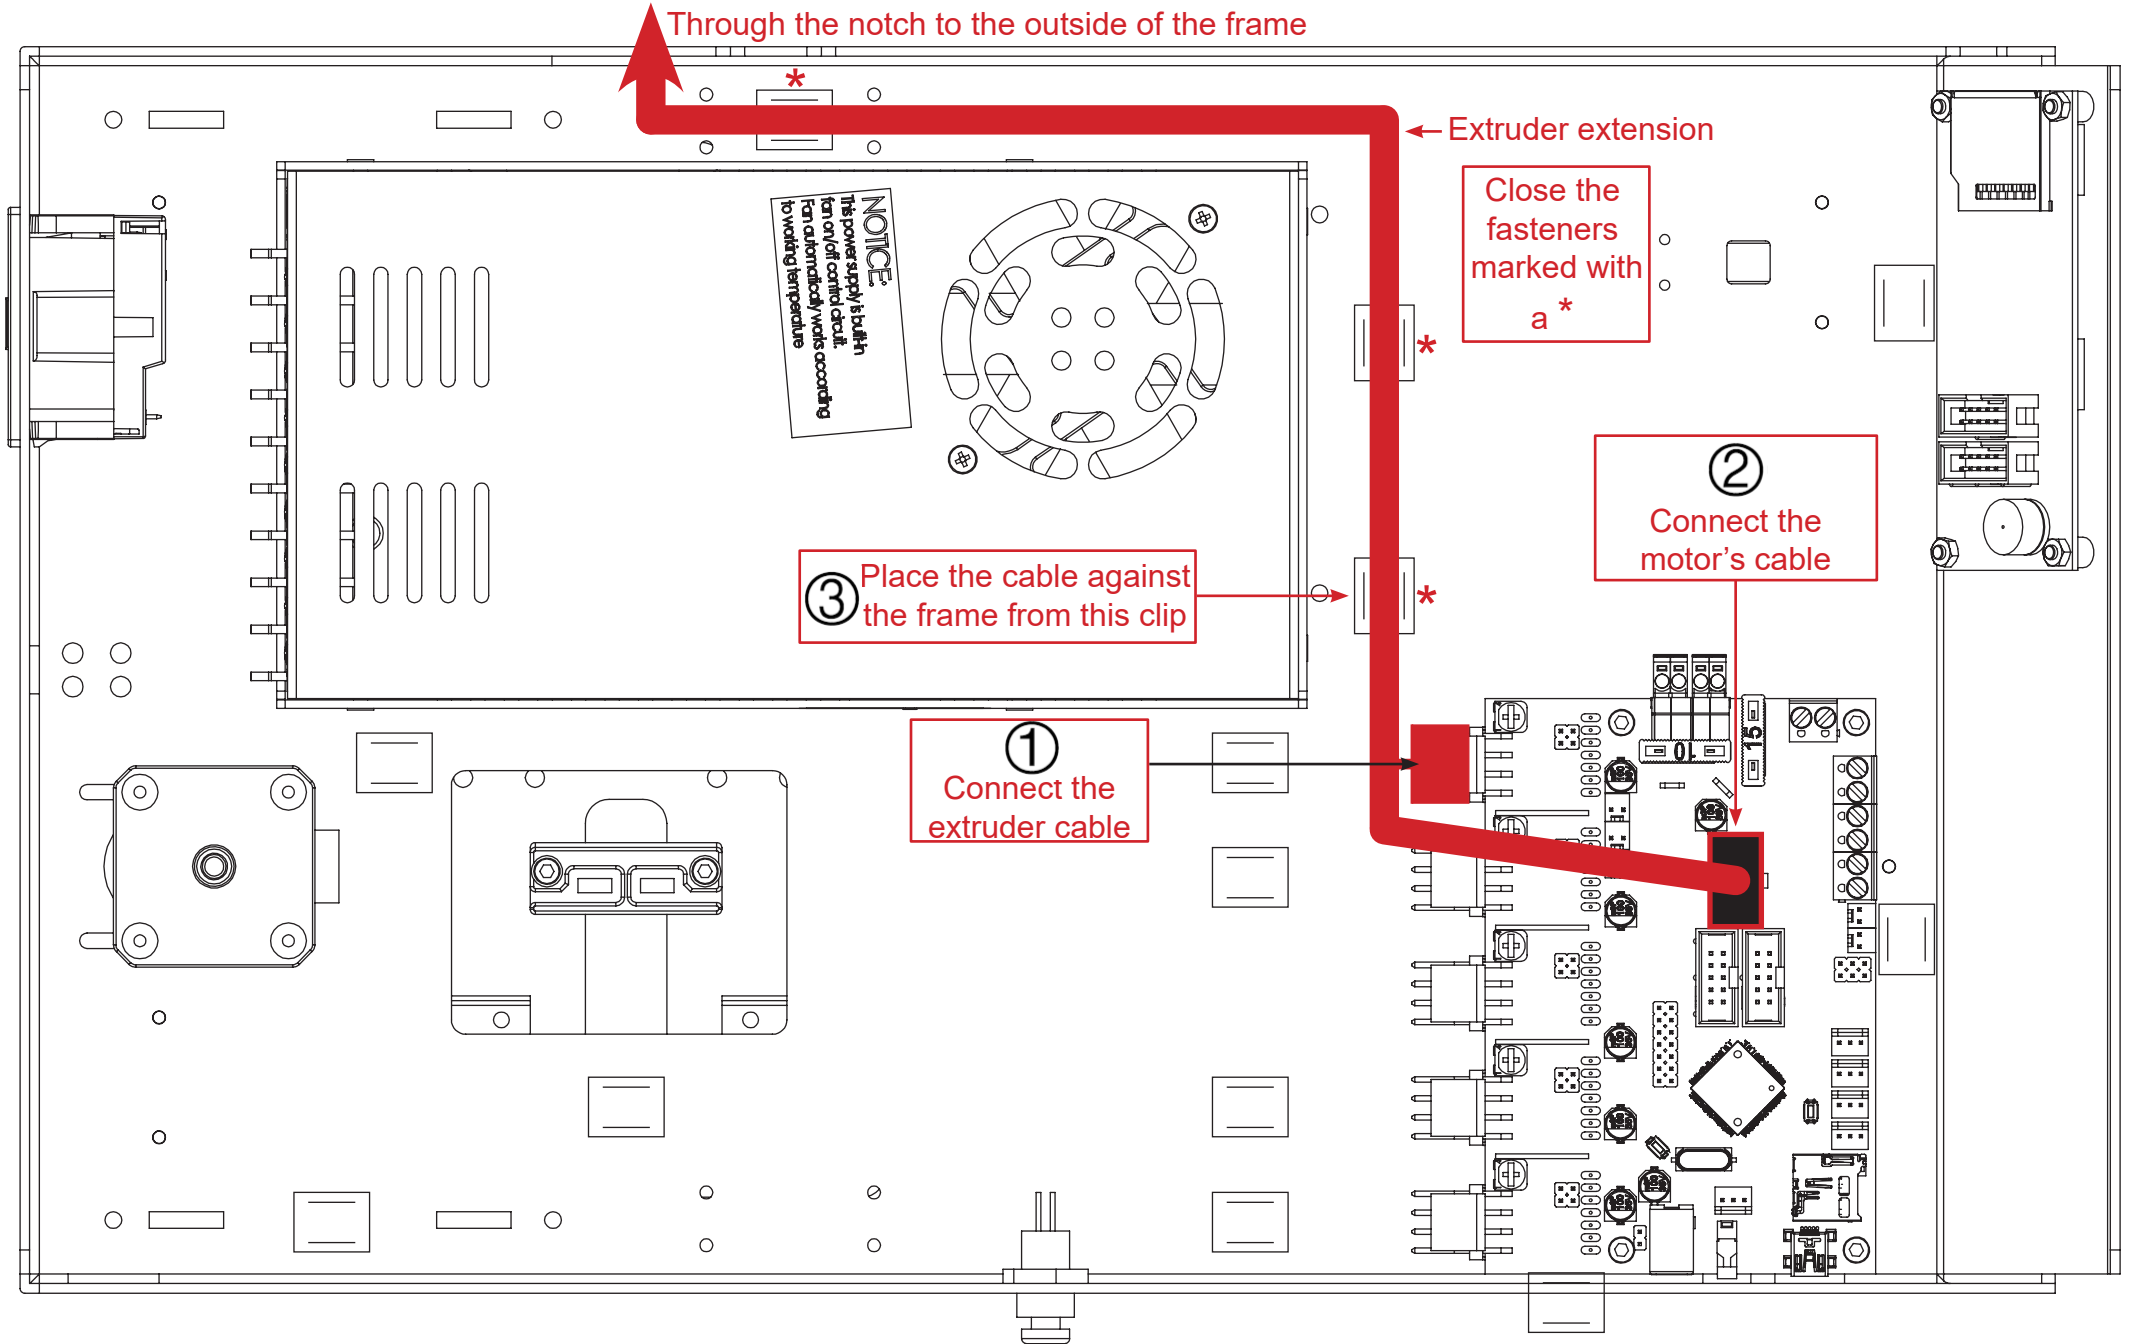 Through the notch to the outside of the frame
*
Extruder extension
Close the
fasteners
marked with
a *
NOTICE:
This power supply is built-in
fan on/off control circuit.
Fan automatically works according
to working temperature
*
②
Connect the
motor’s cable
③ Place the cable against
the frame from this clip
*
①
Connect the
extruder cable
10
15